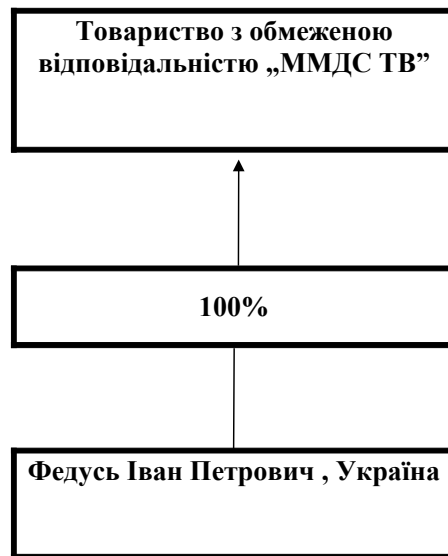 Товариство з обмеженою
відповідальністю „ММДС ТВ”
100%
Федусь Іван Петрович , Україна